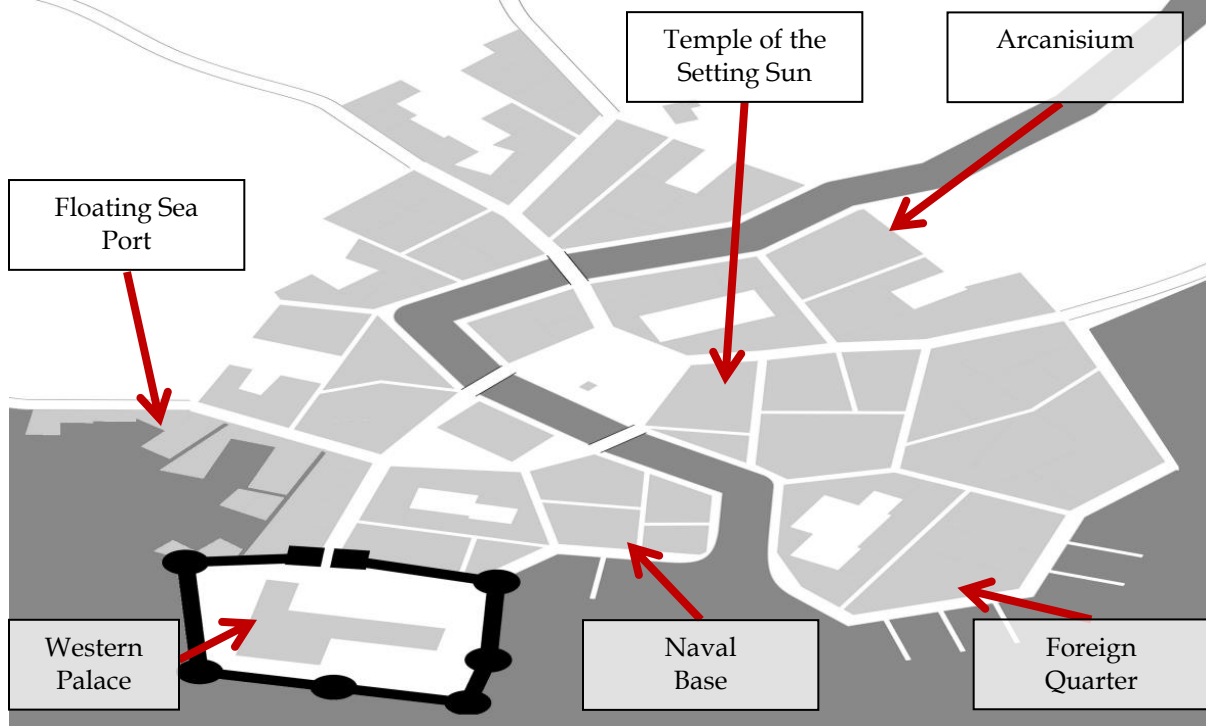 Temple of the
Setting Sun
Arcanisium
Floating Sea
Port
Western
Palace
Naval
Base
Foreign
Quarter